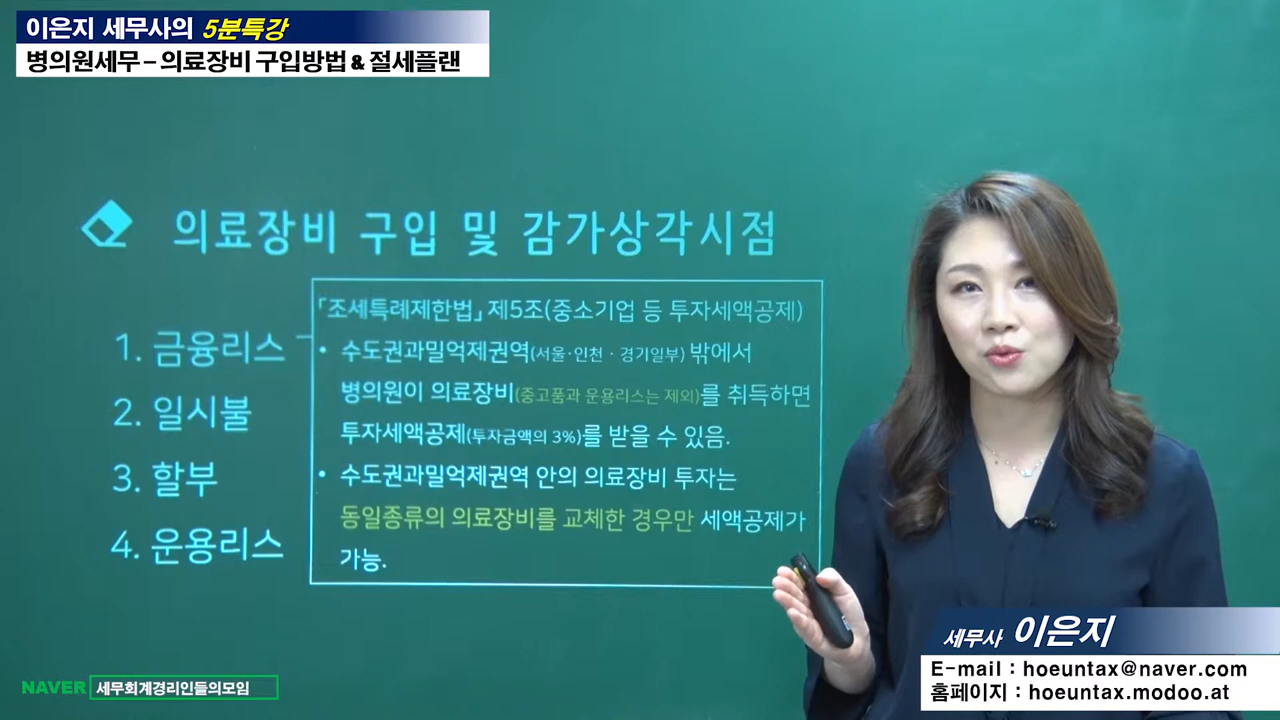 이은지 세무사의 5분특강
병의원세무 – 의료장비 구입방법 & 절세플랜
의료장비 구입 및 감가상각시점
1. 금융리스
2. 일시불
3. 할부
4. 운용리스
「조세특례제한법」 제5조(중소기업 등 투자세액공제)
• 수도권과밀억제권역(서울·인천·경기일부) 밖에서
병의원이 의료장비(중고품과 운용리스는 제외)를 취득하면
투자세액공제(투자금액의 3%)를 받을 수 있음.
• 수도권과밀억제권역 안의 의료장비 투자는
동일종류의 의료장비를 교체한 경우만 세액공제가
가능.
세무사 이은지
E-mail : hoeuntax@naver.com
홈페이지 : hoeuntax.modoo.at
NAVER 세무회계경리인들의모임